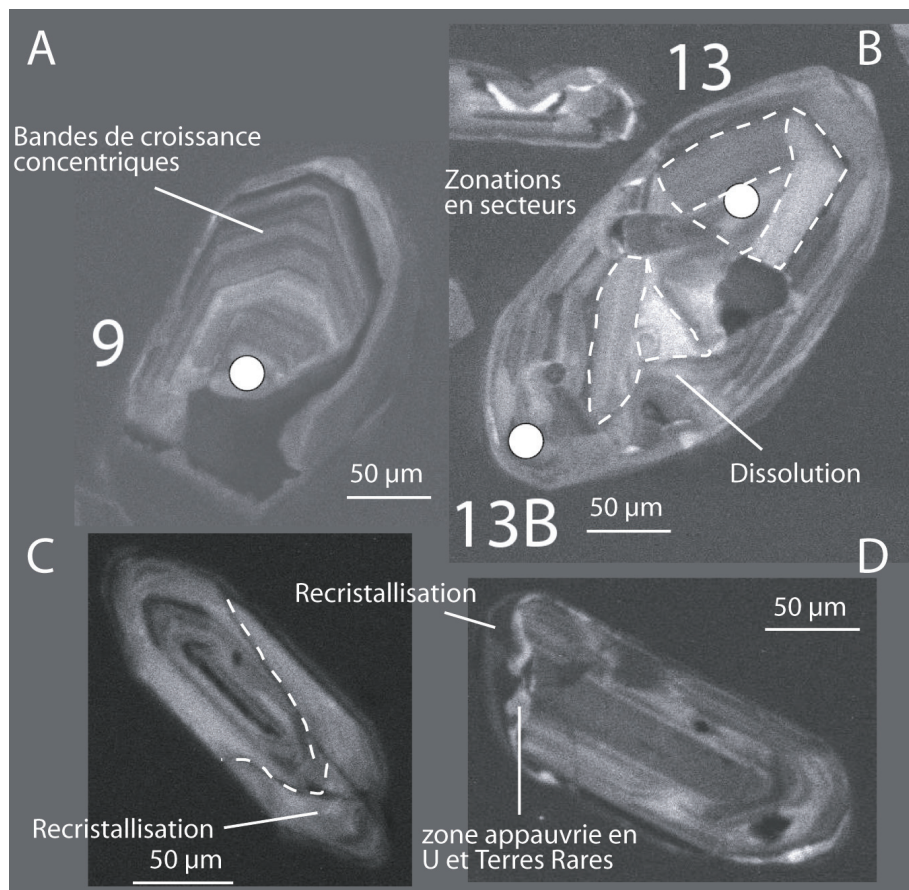 A
Bandes de croissance
concentriques
9
50 µm
13
B
Zonations
en secteurs
Dissolution
13B
50 µm
C
Recristallisation
50 µm
Recristallisation
D
50 µm
zone appauvrie en
U et Terres Rares